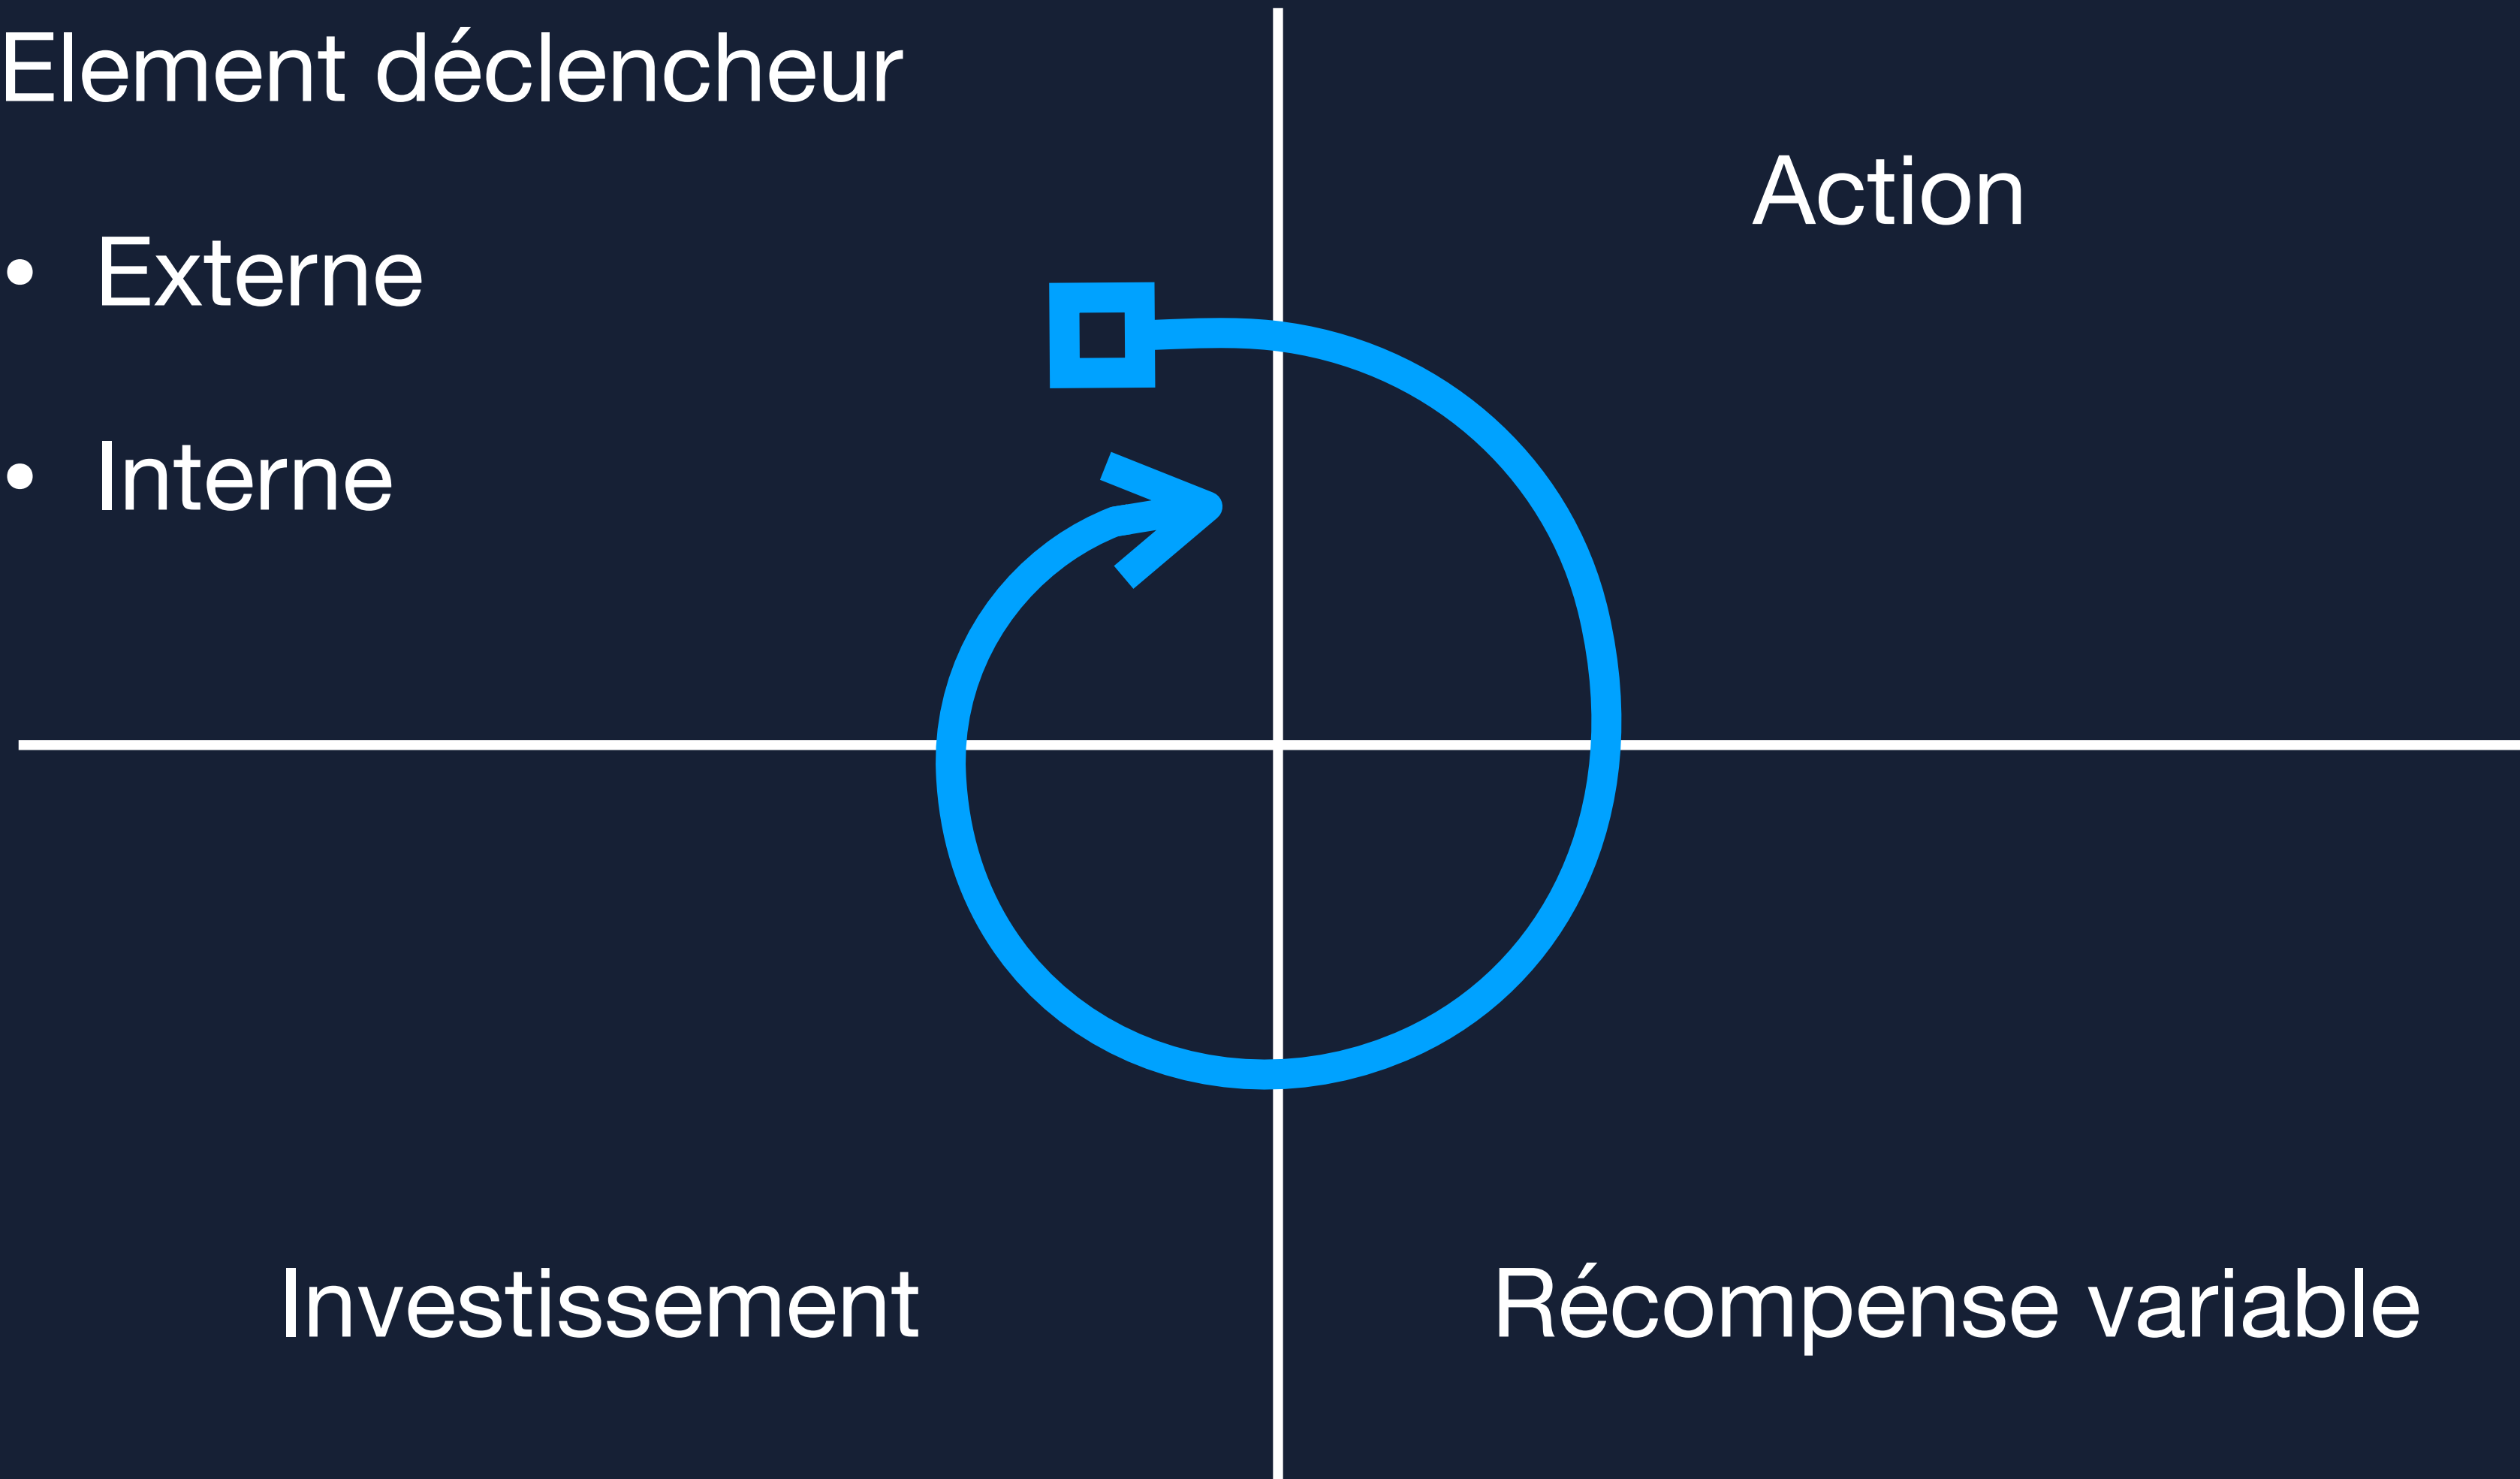 Element déclencheur
• Externe
• Interne
Action
Investissement
Récompense variable